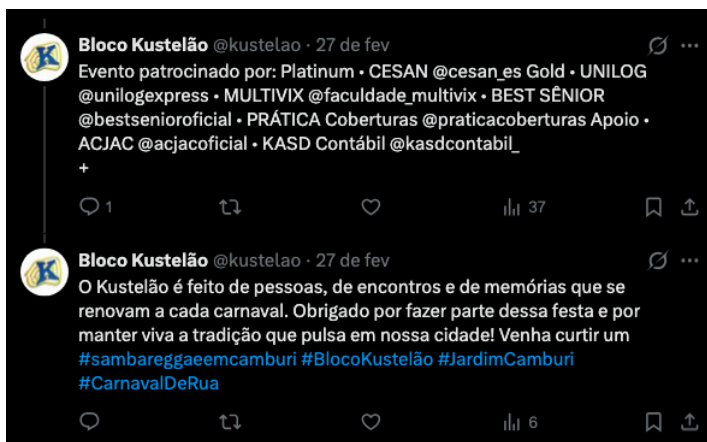 Bloco Kustelão @kustelao · 27 de fev
Evento patrocinado por: Platinum • CESAN @cesan_es Gold • UNILOG
@unilogexpress • MULTIVIX @faculdade_multivix • BEST SÊNIOR
@bestsenioroficial • PRÁTICA Coberturas @praticacoberturas Apoio •
ACJAC @acjacoficial • KASD Contábil @kasdcontabil_
+
1 37
Bloco Kustelão @kustelao · 27 de fev
O Kustelão é feito de pessoas, de encontros e de memórias que se
renovam a cada carnaval. Obrigado por fazer parte dessa festa e por
manter viva a tradição que pulsa em nossa cidade! Venha curtir um
#sambareggaeemcamburi #BlocoKustelão #JardimCamburi
#CarnavalDeRua
6